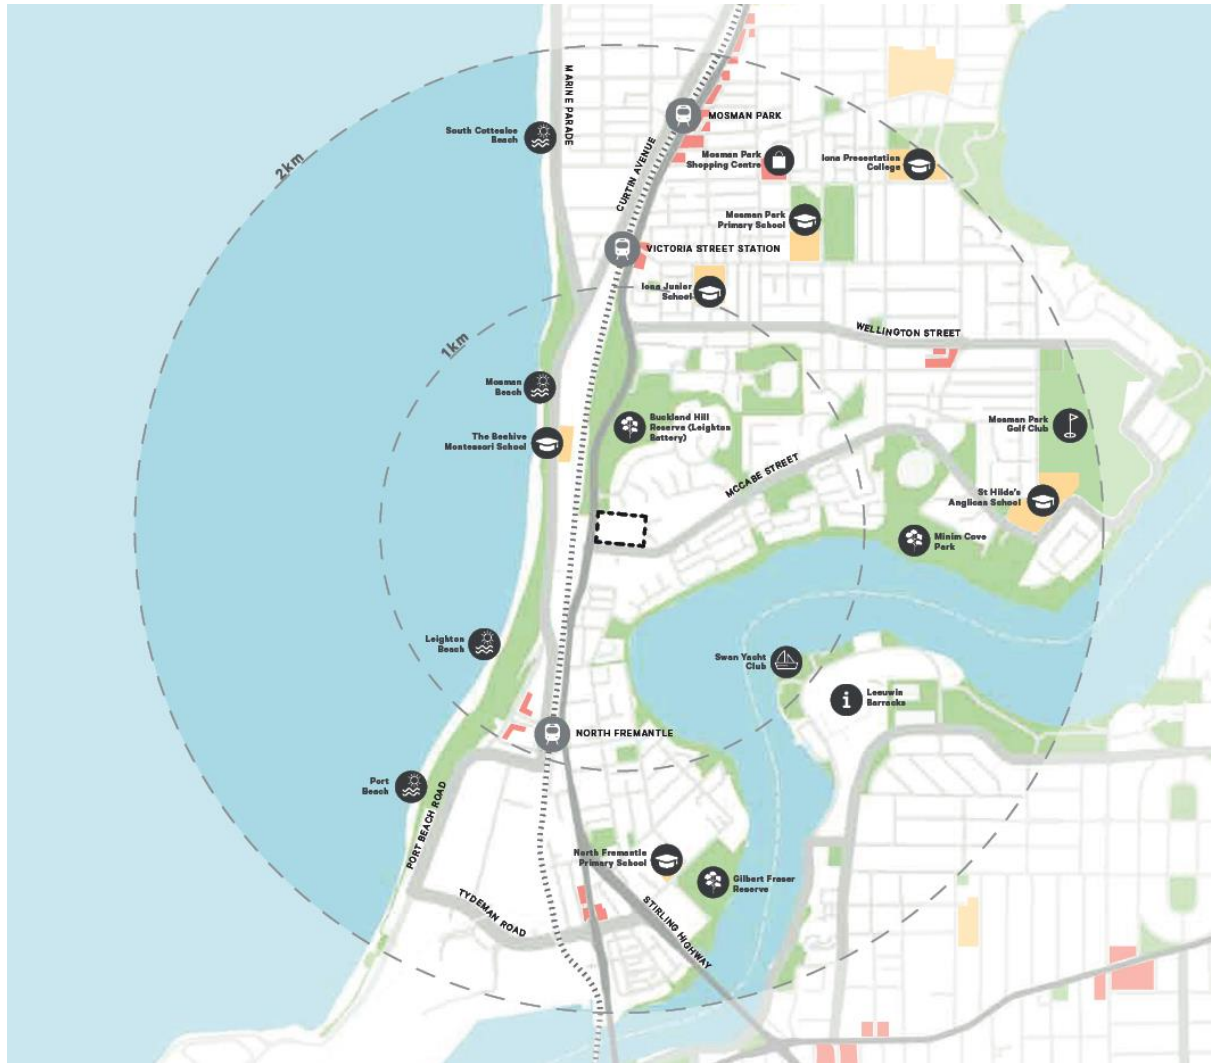 MARINE PARADE
MOSMAN PARK
South Cottesloe
Beach
Mosman Park
Shopping Centre
Iona Presentation
College
2km
CURTIN AVENUE
Mosman Park
Primary School
VICTORIA STREET STATION
Iona Junior
School
1km
WELLINGTON STREET
Mosman
Beach
Buckland Hill
Reserve (Leighton
Battery)
Mosman Park
Golf Club
The Beehive
Montessori School
MCCABE STREET
St Hilda's
Anglican School
Minim Cove
Park
Leighton
Beach
Swan Yacht
Club
Leeuwin
Barracks
NORTH FREMANTLE
Port
Beach
PORT BEACH ROAD
North Fremantle
Primary School
Gilbert Fraser
Reserve
TYDEMAN ROAD
STIRLING HIGHWAY